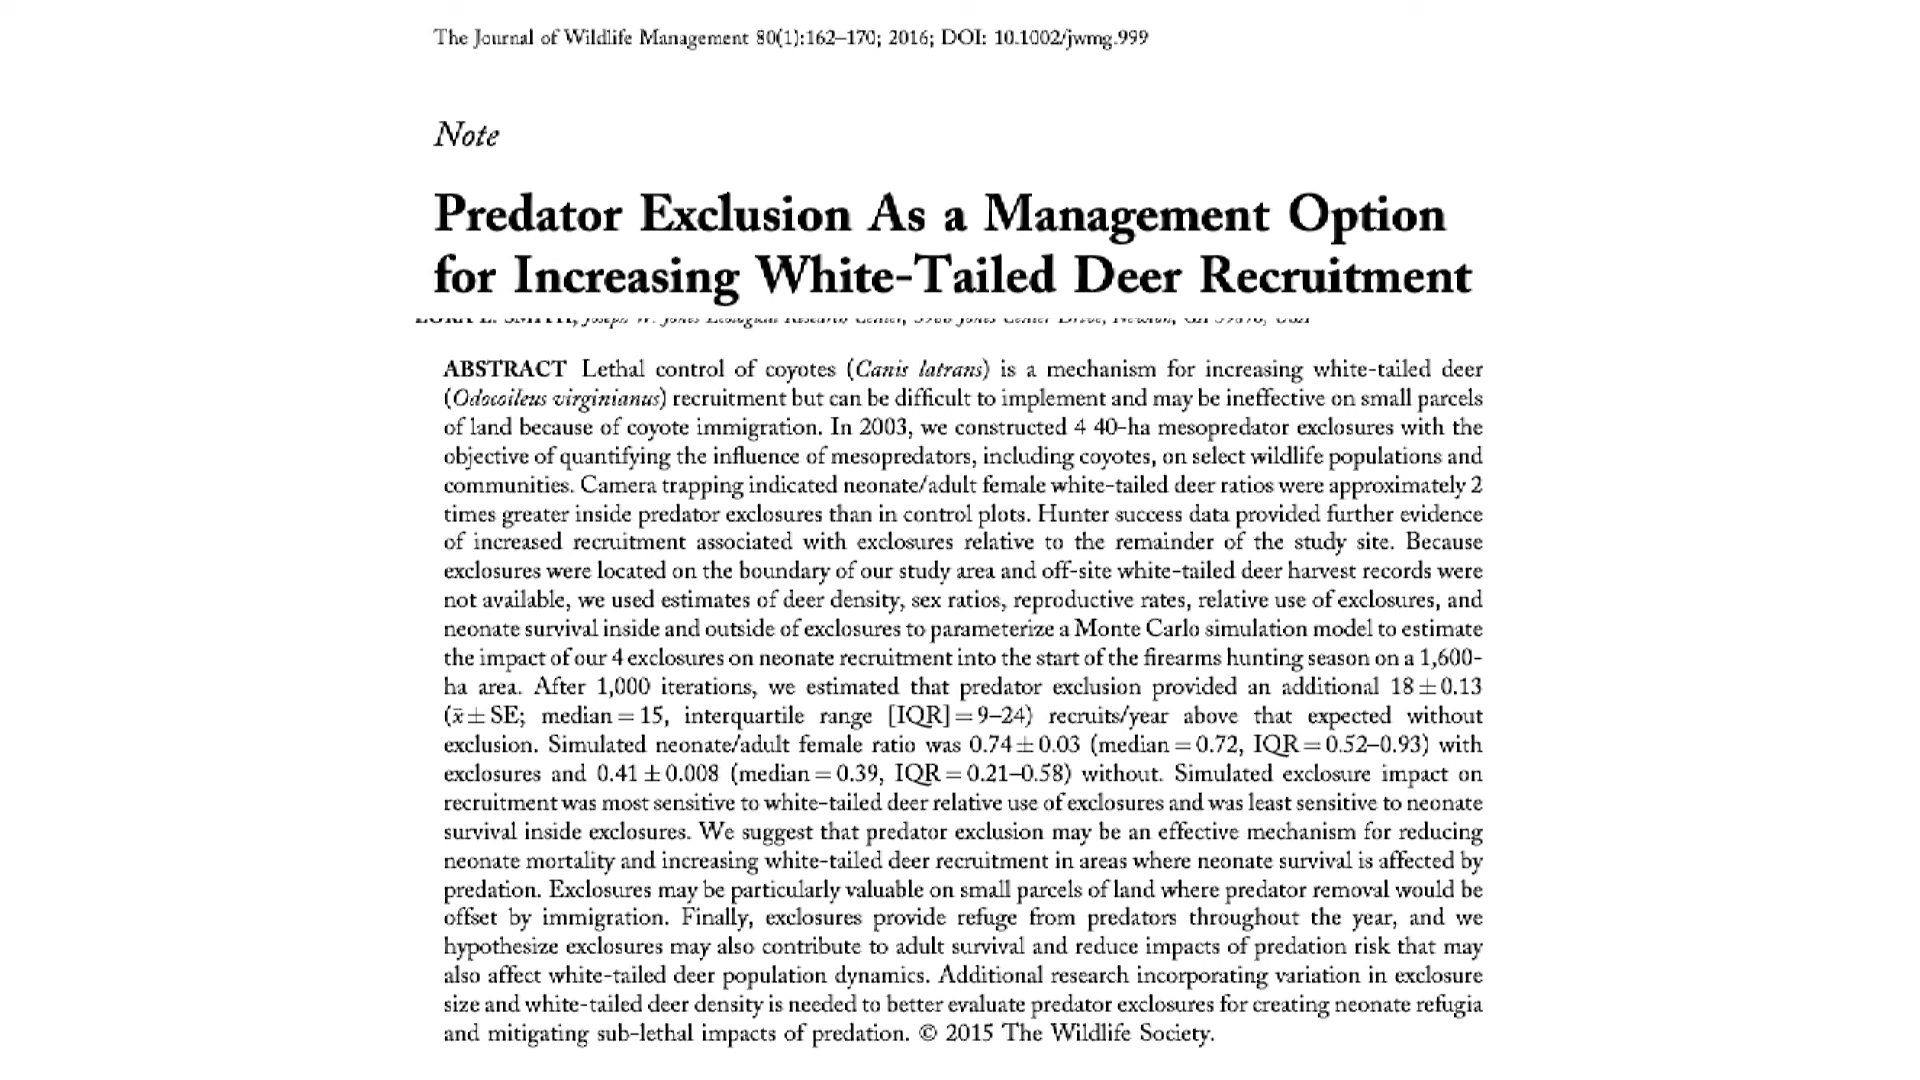 The Journal of Wildlife Management 80(1):162–170; 2016; DOI: 10.1002/jwmg.999
Note
Predator Exclusion As a Management Option
for Increasing White-Tailed Deer Recruitment
ABSTRACT Lethal control of coyotes (Canis latrans) is a mechanism for increasing white-tailed deer
(Odocoileus virginianus) recruitment but can be difficult to implement and may be ineffective on small parcels
of land because of coyote immigration. In 2003, we constructed 4 40-ha mesopredator exclosures with the
objective of quantifying the influence of mesopredators, including coyotes, on select wildlife populations and
communities. Camera trapping indicated neonate/adult female white-tailed deer ratios were approximately 2
times greater inside predator exclosures than in control plots. Hunter success data provided further evidence
of increased recruitment associated with exclosures relative to the remainder of the study site. Because
exclosures were located on the boundary of our study area and off-site white-tailed deer harvest records were
not available, we used estimates of deer density, sex ratios, reproductive rates, relative use of exclosures, and
neonate survival inside and outside of exclosures to parameterize a Monte Carlo simulation model to estimate
the impact of our 4 exclosures on neonate recruitment into the start of the firearms hunting season on a 1,600-
ha area. After 1,000 iterations, we estimated that predator exclusion provided an additional 18 ± 0.13
(x̄ ± SE; median = 15, interquartile range [IQR] = 9–24) recruits/year above that expected without
exclusion. Simulated neonate/adult female ratio was 0.74 ± 0.03 (median = 0.72, IQR = 0.52–0.93) with
exclosures and 0.41 ± 0.008 (median = 0.39, IQR = 0.21–0.58) without. Simulated exclosure impact on
recruitment was most sensitive to white-tailed deer relative use of exclosures and was least sensitive to neonate
survival inside exclosures. We suggest that predator exclusion may be an effective mechanism for reducing
neonate mortality and increasing white-tailed deer recruitment in areas where neonate survival is affected by
predation. Exclosures may be particularly valuable on small parcels of land where predator removal would be
offset by immigration. Finally, exclosures provide refuge from predators throughout the year, and we
hypothesize exclosures may also contribute to adult survival and reduce impacts of predation risk that may
also affect white-tailed deer population dynamics. Additional research incorporating variation in exclosure
size and white-tailed deer density is needed to better evaluate predator exclosures for creating neonate refugia
and mitigating sub-lethal impacts of predation. © 2015 The Wildlife Society.